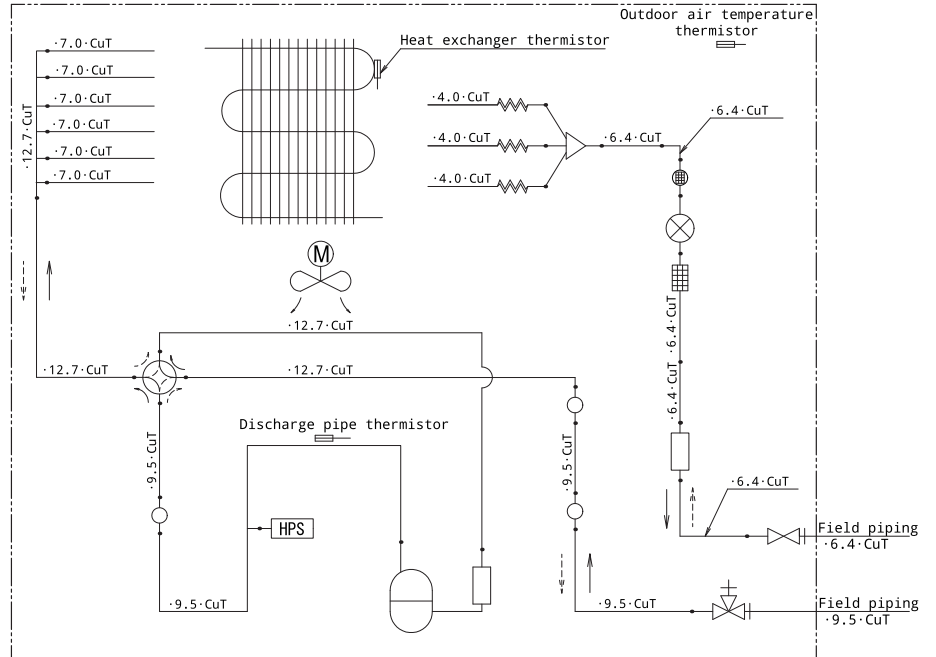 Outdoor air temperature
thermistor
Heat exchanger thermistor
·7.0·CuT
·7.0·CuT
·7.0·CuT
·7.0·CuT
·7.0·CuT
·7.0·CuT
·12.7·CuT
·4.0·CuT
·4.0·CuT
·4.0·CuT
·6.4·CuT
·6.4·CuT
M
·6.4·CuT
·6.4·CuT
·12.7·CuT
·12.7·CuT
·12.7·CuT
Discharge pipe thermistor
·9.5·CuT
·9.5·CuT
HPS
·6.4·CuT
Field piping
·6.4·CuT
·9.5·CuT
·9.5·CuT
Field piping
·9.5·CuT